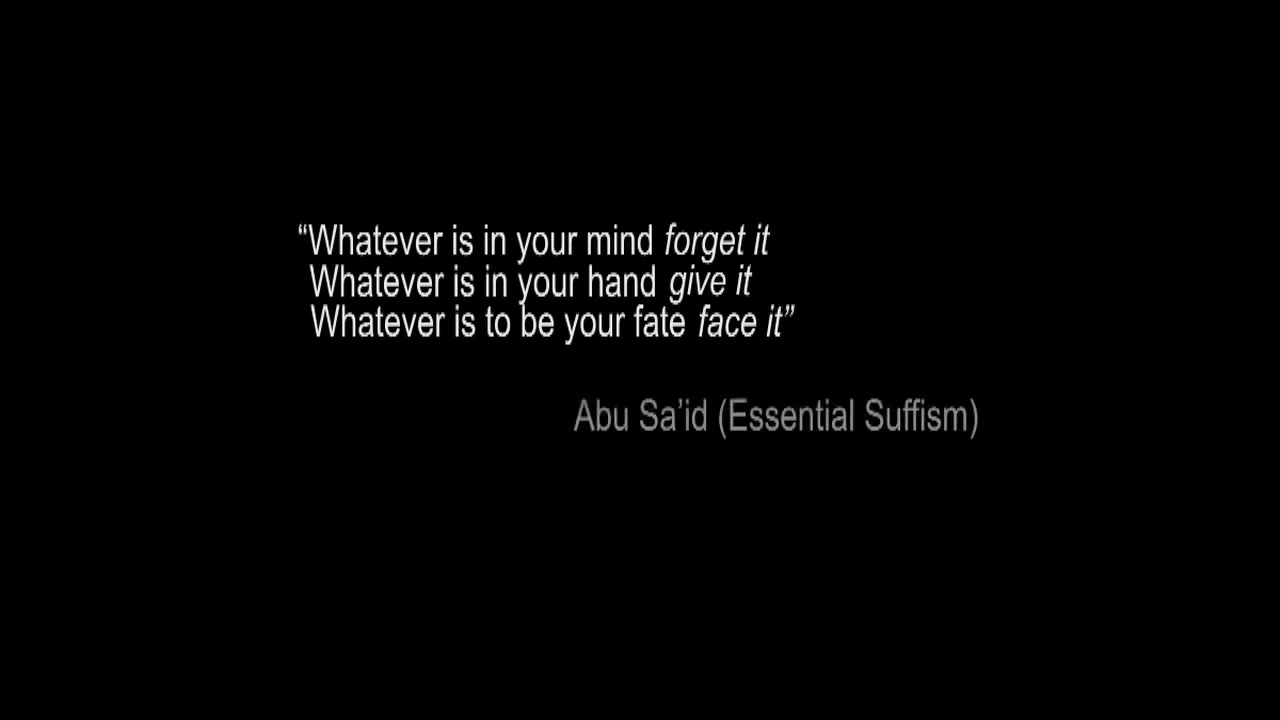 “Whatever is in your mind forget it
Whatever is in your hand give it
Whatever is to be your fate face it”
Abu Sa’id (Essential Suffism)